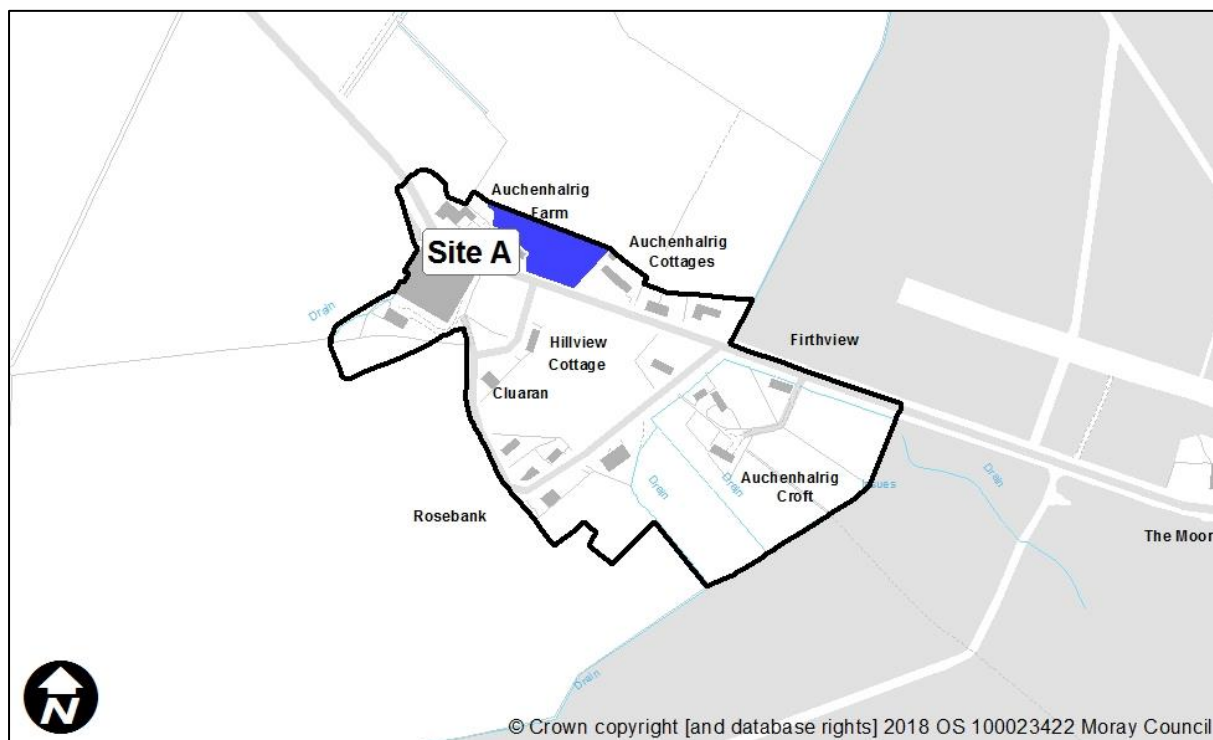 Auchenhalrig
Farm
Site A
Auchenhalrig
Cottages
Drain
Firthview
Hillview
Cottage
Cluaran
Auchenhalrig
Croft
Drain
Drain
Issues
Drain
Rosebank
The Moor
Drain
N
© Crown copyright [and database rights] 2018 OS 100023422 Moray Council